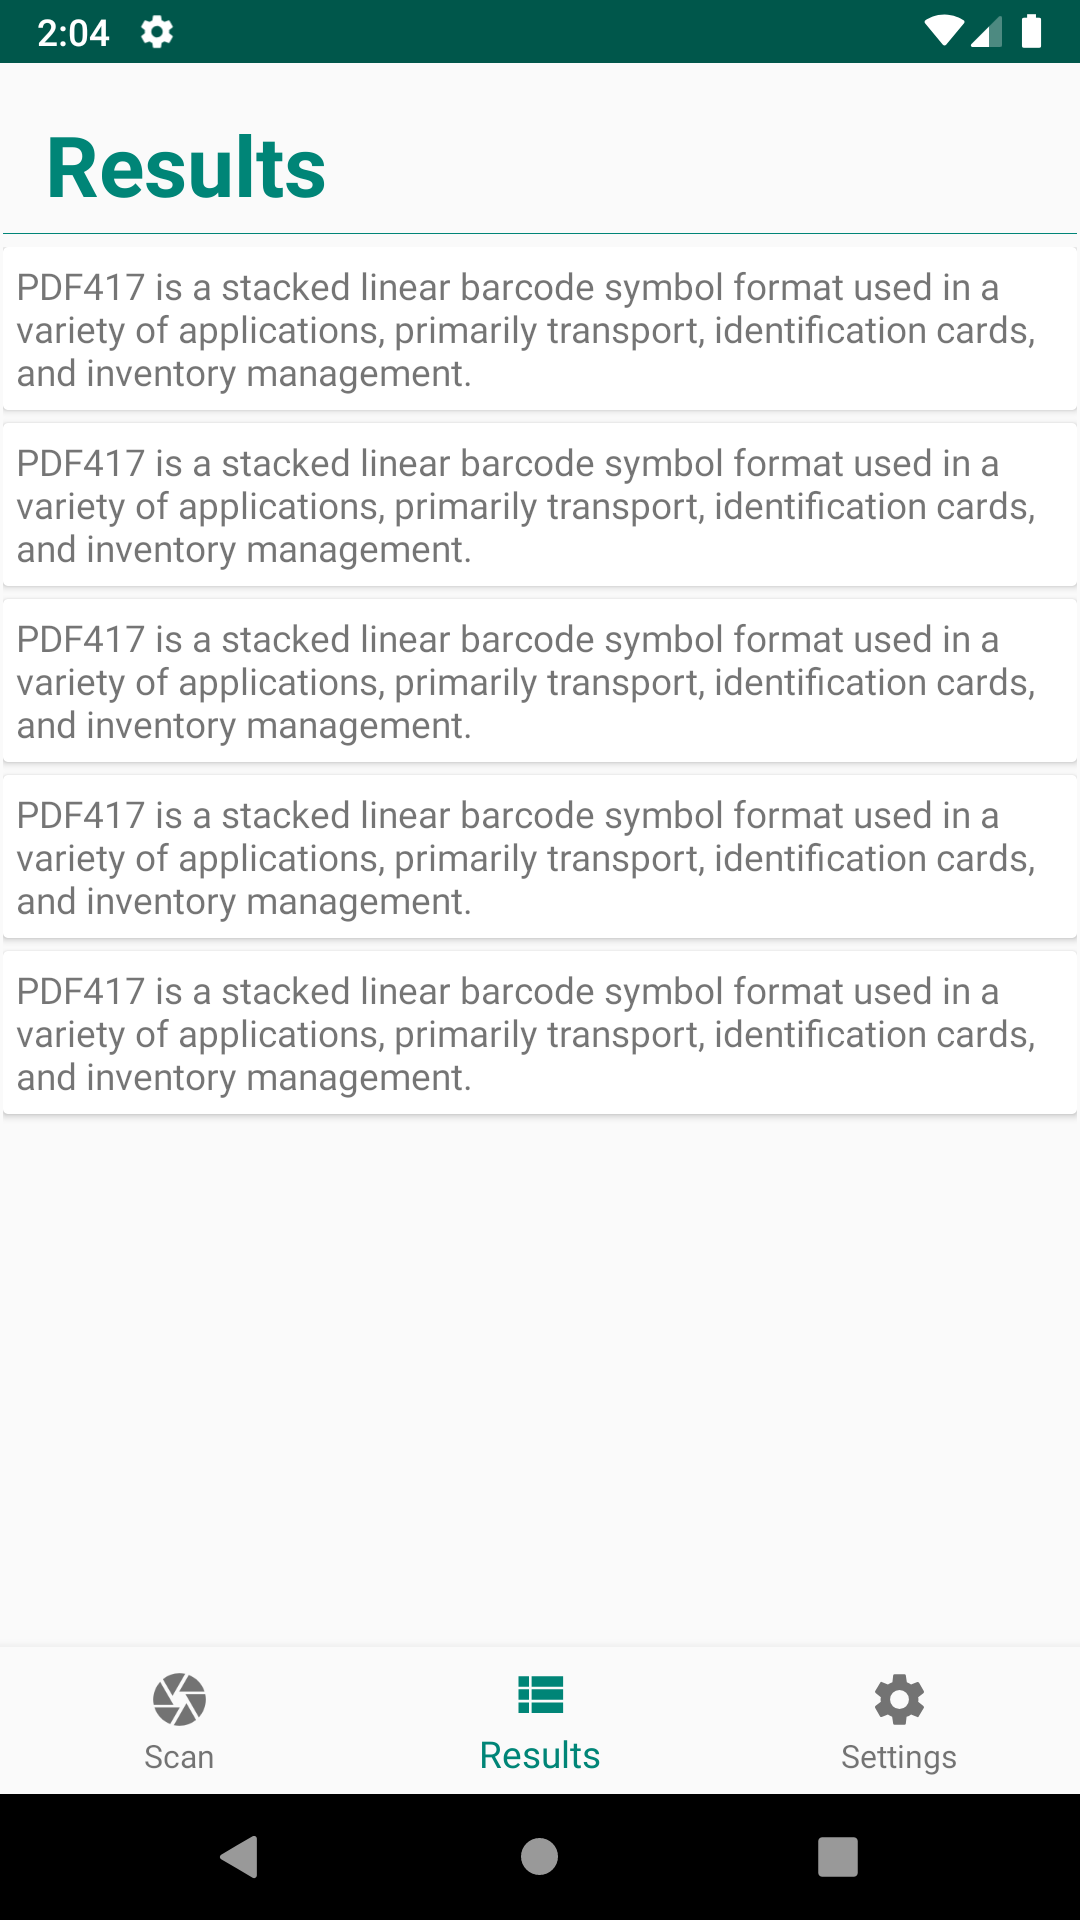 2:04
Results
PDF417 is a stacked linear barcode symbol format used in a
variety of applications, primarily transport, identification cards,
and inventory management.
PDF417 is a stacked linear barcode symbol format used in a
variety of applications, primarily transport, identification cards,
and inventory management.
PDF417 is a stacked linear barcode symbol format used in a
variety of applications, primarily transport, identification cards,
and inventory management.
PDF417 is a stacked linear barcode symbol format used in a
variety of applications, primarily transport, identification cards,
and inventory management.
PDF417 is a stacked linear barcode symbol format used in a
variety of applications, primarily transport, identification cards,
and inventory management.
Scan
Results
Settings